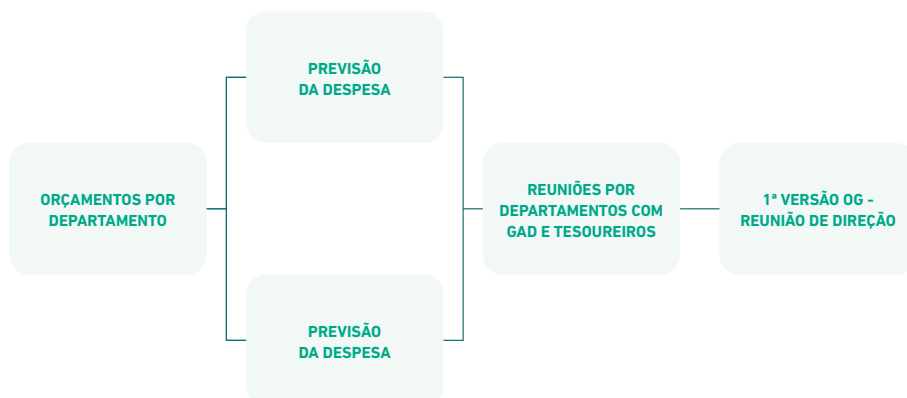 ORÇAMENTOS POR
DEPARTAMENTO
PREVISÃO
DA DESPESA
PREVISÃO
DA DESPESA
REUNIÕES POR
DEPARTAMENTOS COM
GAD E TESOUREIROS
1ª VERSÃO OG -
REUNIÃO DE DIREÇÃO